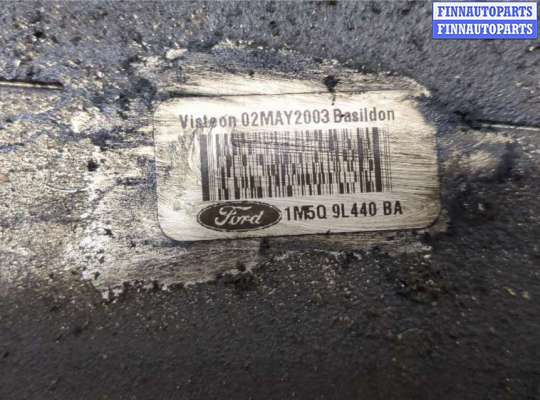 FINNAUTOPARTS
FINNAUTOPARTS
Visteon 02MAY2003 Basildon
Ford 1M5Q 9L440 BA